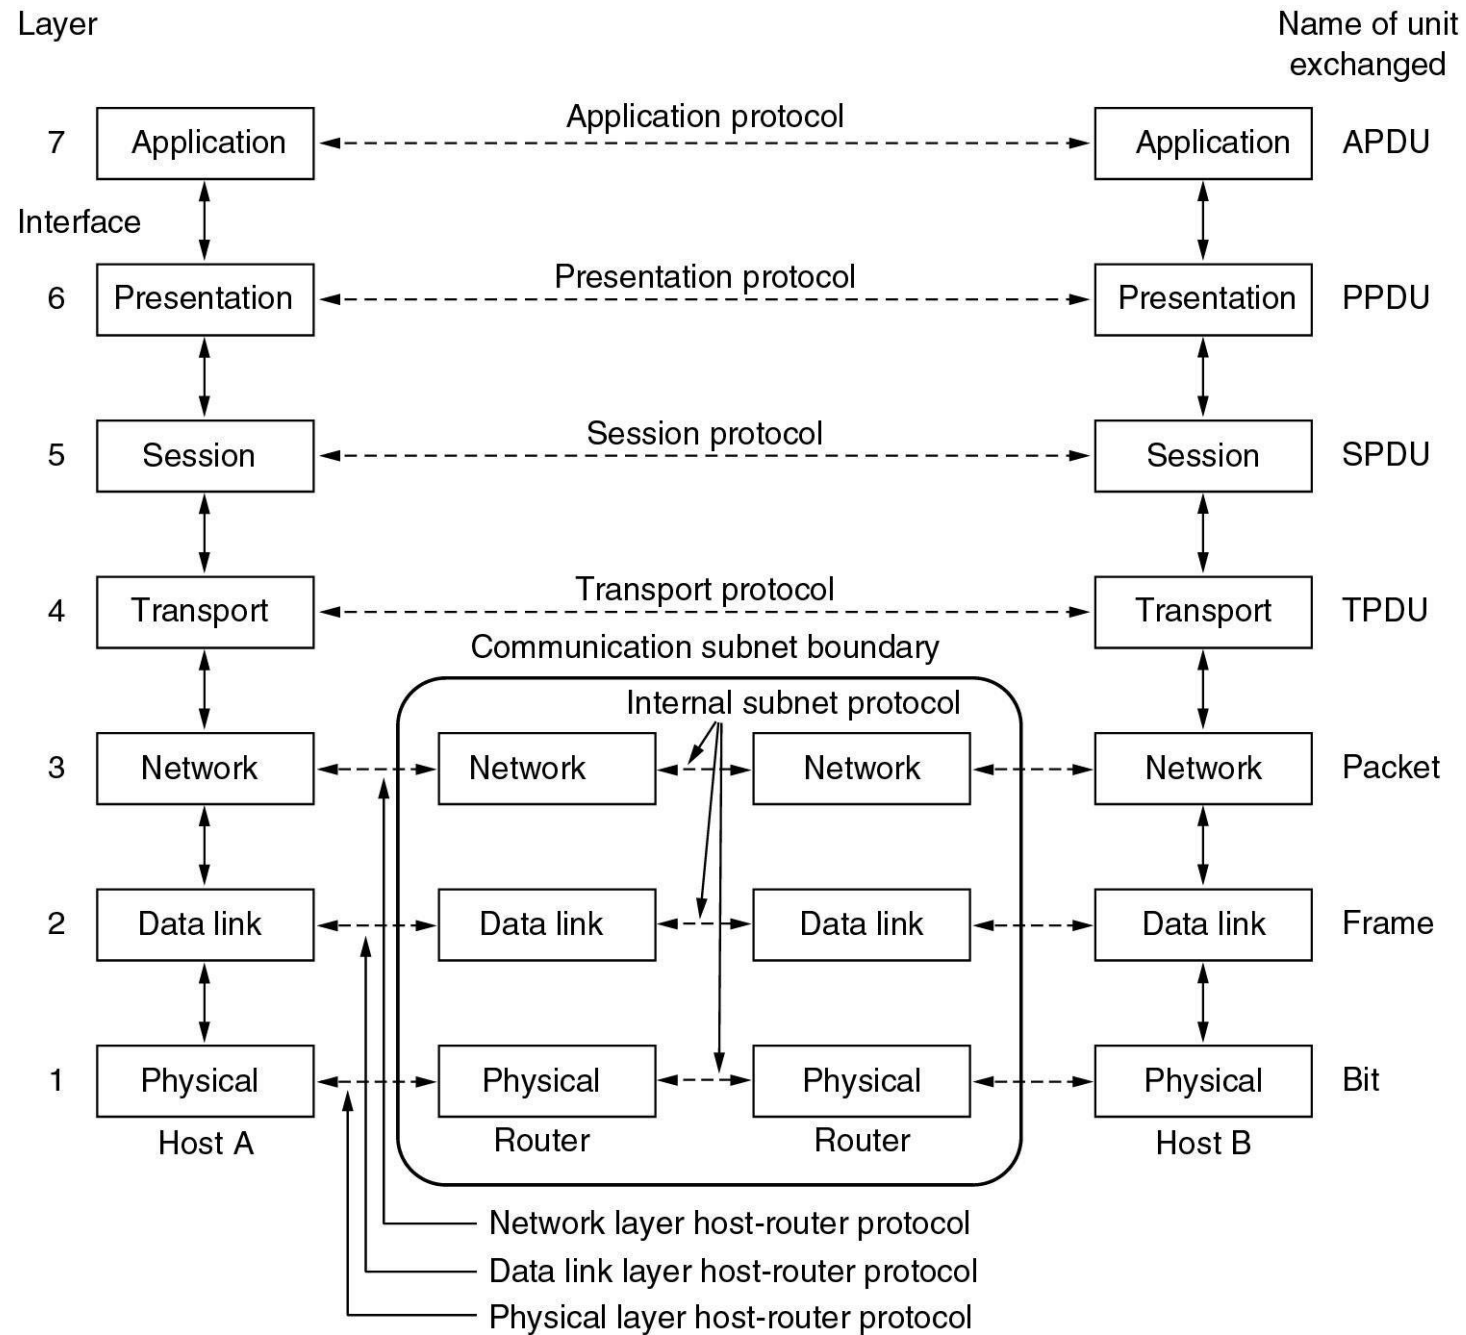 Layer
Name of unit
exchanged
Application protocol
7
Application
Application
APDU
Interface
Presentation protocol
6
Presentation
Presentation
PPDU
Session protocol
5
Session
Session
SPDU
Transport protocol
4
Transport
Transport
TPDU
Communication subnet boundary
Internal subnet protocol
3
Network
Network
Network
Network
Packet
2
Data link
Data link
Data link
Data link
Frame
1
Physical
Physical
Physical
Physical
Bit
Host A
Router
Router
Host B
Network layer host-router protocol
Data link layer host-router protocol
Physical layer host-router protocol